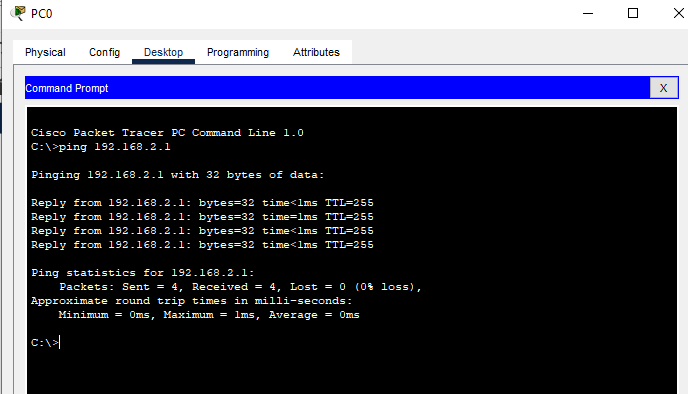 PC0
Physical Config Desktop Programming Attributes
Command Prompt X
Cisco Packet Tracer PC Command Line 1.0
C:\>ping 192.168.2.1
Pinging 192.168.2.1 with 32 bytes of data:
Reply from 192.168.2.1: bytes=32 time<1ms TTL=255
Reply from 192.168.2.1: bytes=32 time<1ms TTL=255
Reply from 192.168.2.1: bytes=32 time<1ms TTL=255
Reply from 192.168.2.1: bytes=32 time<1ms TTL=255
Ping statistics for 192.168.2.1:
Packets: Sent = 4, Received = 4, Lost = 0 (0% loss),
Approximate round trip times in milli-seconds:
Minimum = 0ms, Maximum = 1ms, Average = 0ms
C:\>